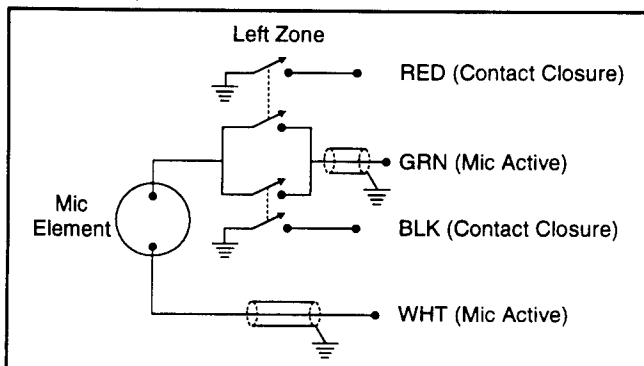 Left Zone
RED (Contact Closure)
GRN (Mic Active)
Mic
Element
BLK (Contact Closure)
WHT (Mic Active)